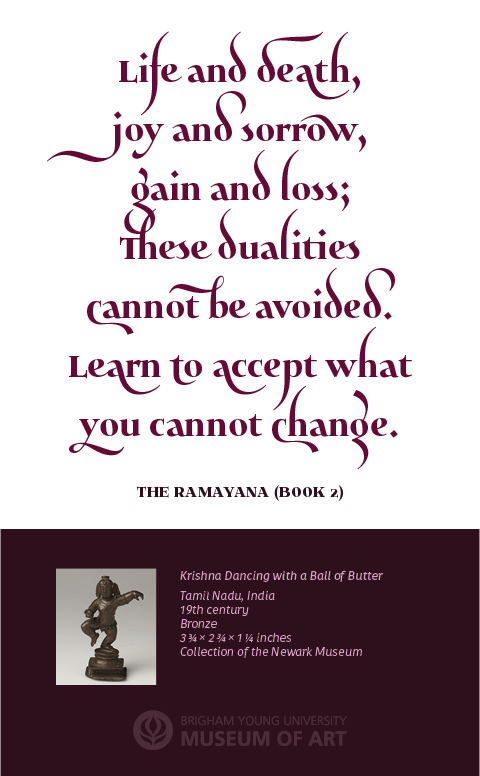 Life and death,
joy and sorrow,
gain and loss;
These dualities
cannot be avoided.
Learn to accept what
you cannot change.
THE RAMAYANA (BOOK 2)
Krishna Dancing with a Ball of Butter
Tamil Nadu, India
19th century
Bronze
3 ¾ × 2 ¾ × 1 ¼ inches
Collection of the Newark Museum
BRIGHAM YOUNG UNIVERSITY
MUSEUM OF ART